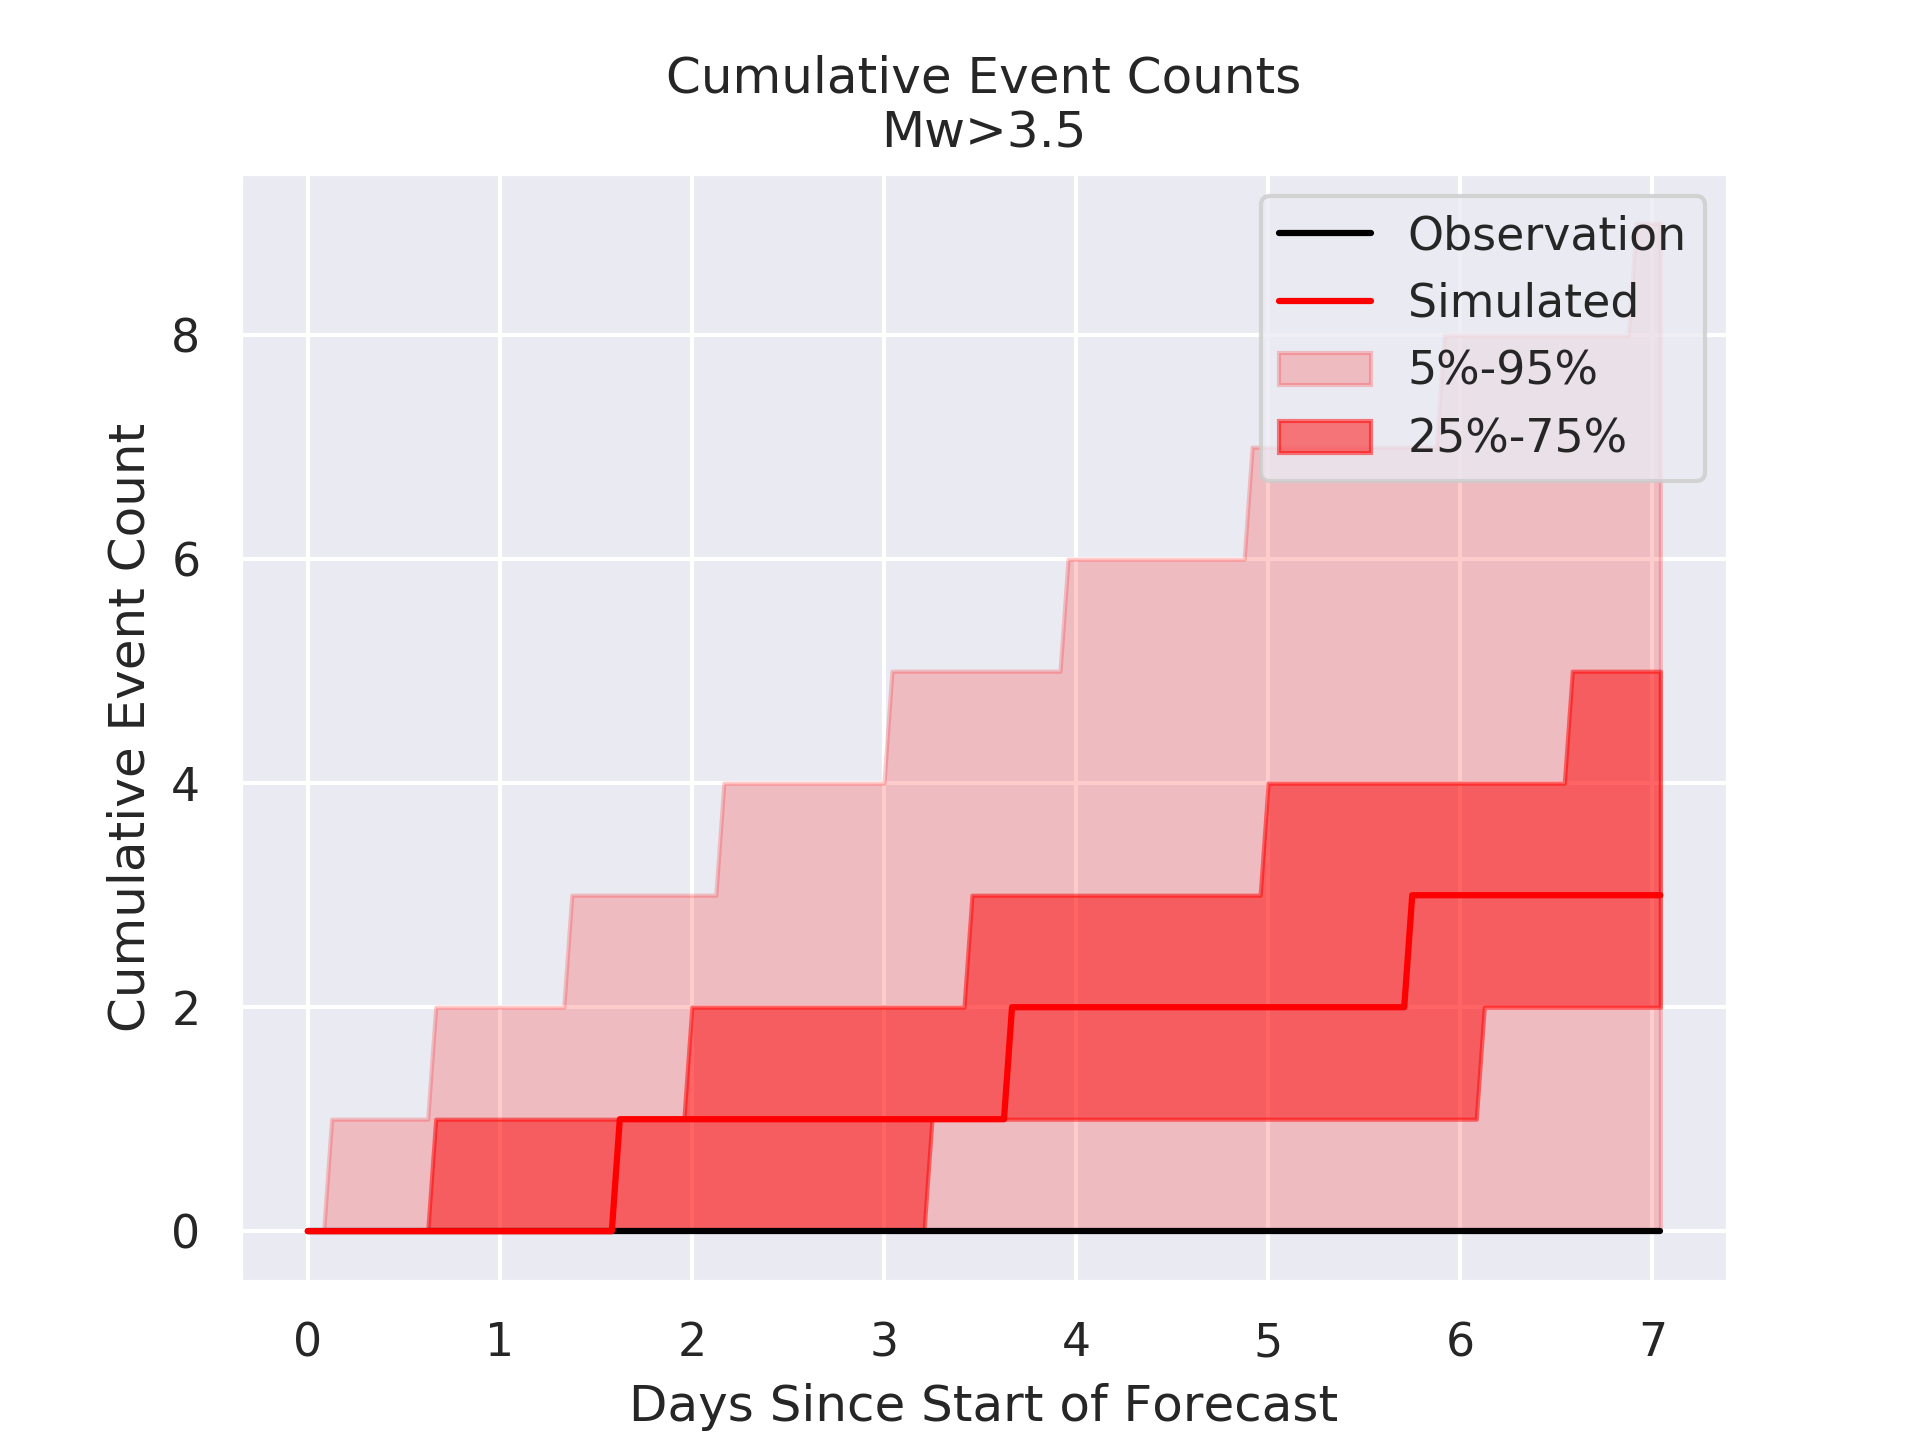 Cumulative Event Counts
Mw>3.5
Observation
Simulated
5%-95%
25%-75%
Cumulative Event Count
8
6
4
2
0
0 1 2 3 4 5 6 7
Days Since Start of Forecast